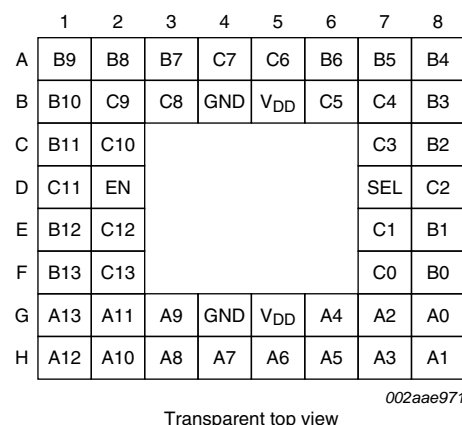 1 2 3 4 5 6 7 8
A B9 B8 B7 C7 C6 B6 B5 B4
B B10 C9 C8 GND VDD C5 C4 B3
C B11 C10 C3 B2
D C11 EN SEL C2
E B12 C12 C1 B1
F B13 C13 C0 B0
G A13 A11 A9 GND VDD A4 A2 A0
H A12 A10 A8 A7 A6 A5 A3 A1
002aae971
Transparent top view